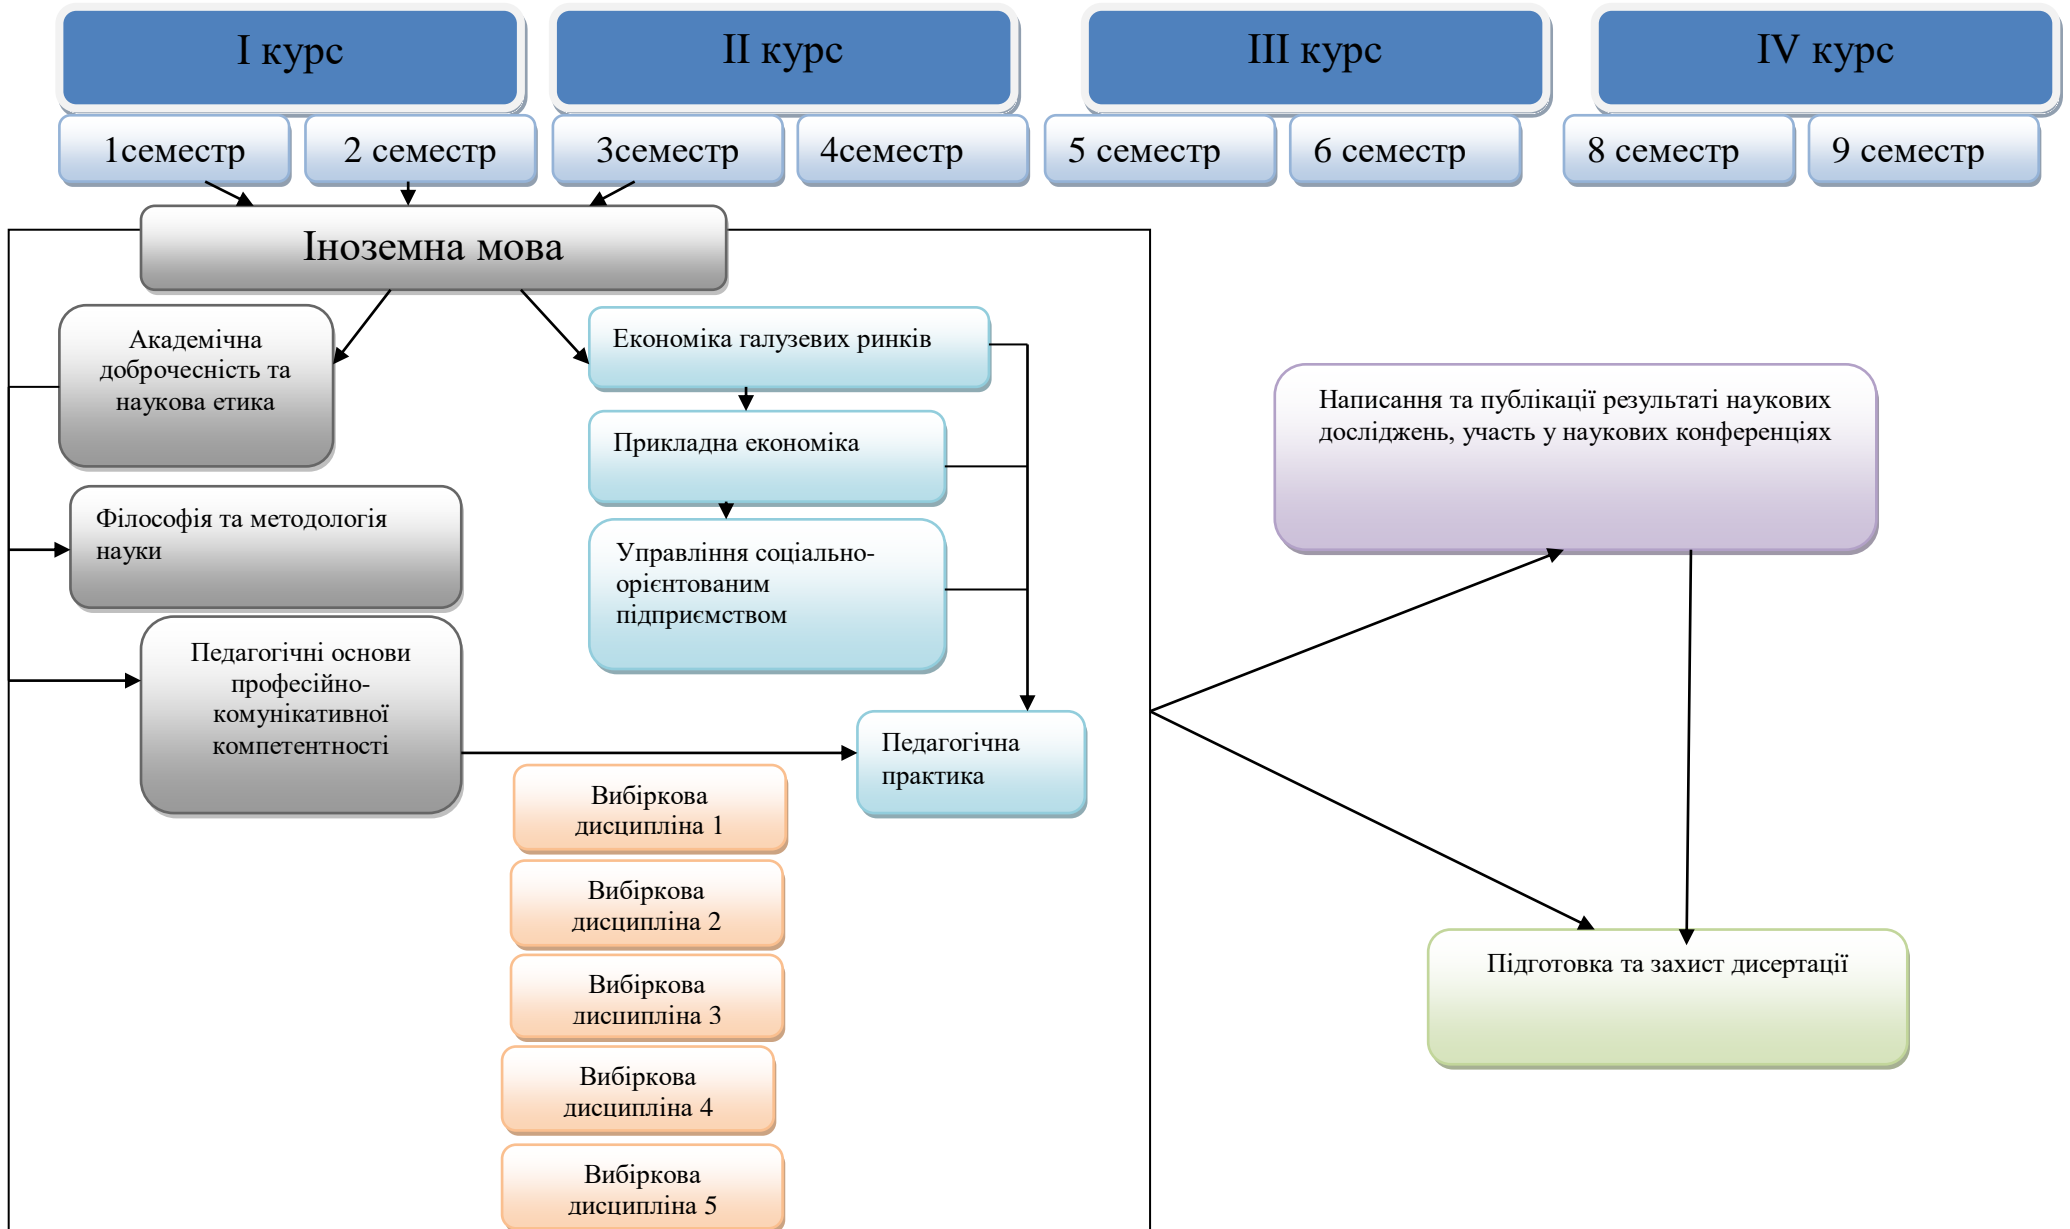 I курс
II курс
III курс
IV курс
1семестр
2 семестр
3семестр
4семестр
5 семестр
6 семестр
8 семестр
9 семестр
Іноземна мова
Академічна
доброчесність та
наукова етика
Економіка галузевих ринків
Прикладна економіка
Філософія та методологія
науки
Управління соціально-
орієнтованим
підприємством
Педагогічні основи
професійно-
комунікативної
компетентності
Педагогічна
практика
Написання та публікації результаті наукових
досліджень, участь у наукових конференціях
Вибіркова
дисципліна 1
Вибіркова
дисципліна 2
Вибіркова
дисципліна 3
Вибіркова
дисципліна 4
Вибіркова
дисципліна 5
Підготовка та захист дисертації